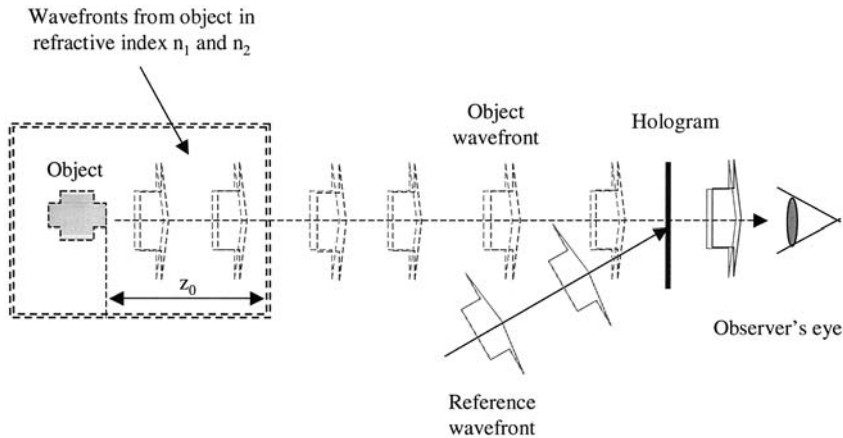 Wavefronts from object in
refractive index n₁ and n₂
Object
wavefront
Hologram
Object
z₀
Observer's eye
Reference
wavefront